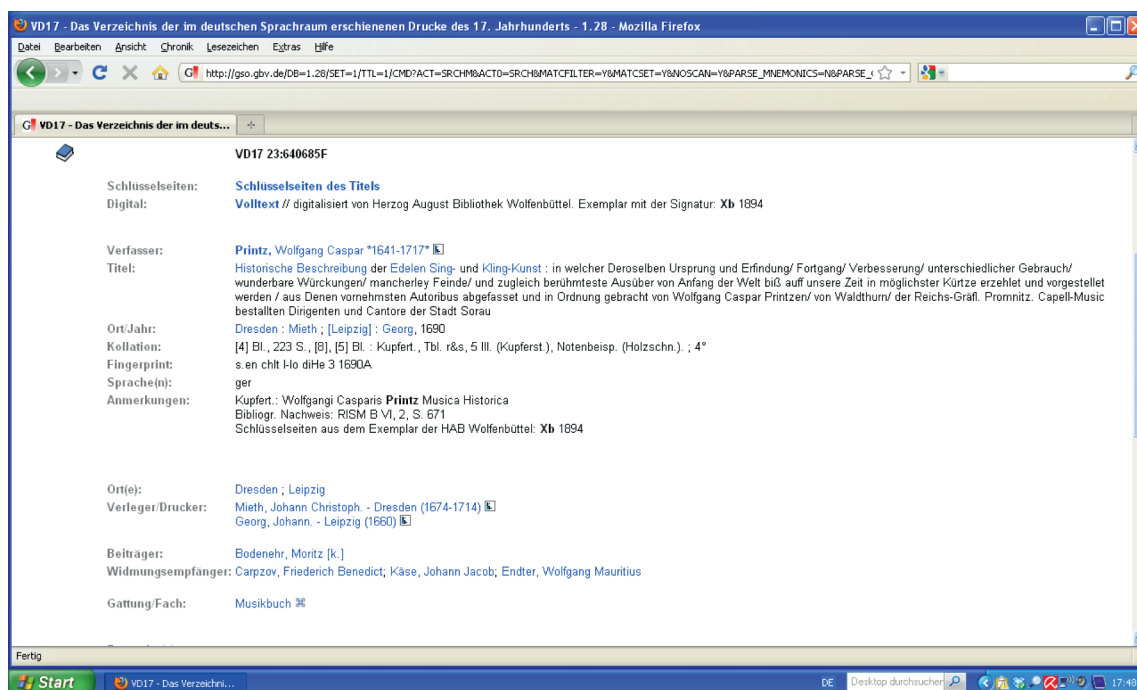 VD17 - Das Verzeichnis der im deutschen Sprachraum erschienenen Drucke des 17. Jahrhunderts - 1.28 - Mozilla Firefox
Datei Bearbeiten Ansicht Chronik Lesezeichen Extras Hilfe
http://gso.gbv.de/DB=1.28/SET=1/TTL=1/CMD?ACT=SRCHM&ACT0=SRCH&MATCFILTER=Y&MATCSET=Y&NOSCAN=Y&PARSE_MNEMONICS=N&PARSE_
VD17 - Das Verzeichnis der im deuts...
VD17 23:640685F
Schlüsselseiten: Schlüsselseiten des Titels
Digital: Volltext // digitalisiert von Herzog August Bibliothek Wolfenbüttel. Exemplar mit der Signatur: Xb 1894
Verfasser: Printz, Wolfgang Caspar *1641-1717*
Titel: Historische Beschreibung der Edelen Sing- und Kling-Kunst : in welcher Deroselben Ursprung und Erfindung/ Fortgang/ Verbesserung/ unterschiedlicher Gebrauch/
wunderbare Würckungen/ mancherley Feinde/ und zugleich berühmteste Ausüber von Anfang der Welt biß auff unsere Zeit in möglichster Kürtze erzehlet und vorgestellet
werden / aus Denen vornehmsten Autoribus abgefasset und in Ordnung gebracht von Wolfgang Caspar Printzen/ von Waldthurn/ der Reichs-Gräfl. Promnitz. Capell-Music
bestallten Dirigenten und Cantore der Stadt Sorau
Ort/Jahr: Dresden : Mieth ; [Leipzig] : Georg, 1690
Kollation: [4] Bl., 223 S., [8], [5] Bl. : Kupfert., Tbl. r&s, 5 Ill. (Kupferst.), Notenbeisp. (Holzschn.). ; 4°
Fingerprint: s.en chlt l-lo diHe 3 1690A
Sprache(n): ger
Anmerkungen: Kupfert.: Wolfgangi Casparis Printz Musica Historica
Bibliogr. Nachweis: RISM B VI, 2, S. 671
Schlüsselseiten aus dem Exemplar der HAB Wolfenbüttel: Xb 1894
Ort(e): Dresden ; Leipzig
Verleger/Drucker: Mieth, Johann Christoph. - Dresden (1674-1714)
Georg, Johann. - Leipzig (1660)
Beiträger: Bodenehr, Moritz [k.]
Widmungsempfänger: Carpzov, Friederich Benedict; Käse, Johann Jacob; Endter, Wolfgang Mauritius
Gattung/Fach: Musikbuch
Fertig
Start VD17 - Das Verzeichni... DE Desktop durchsuchen 17:48